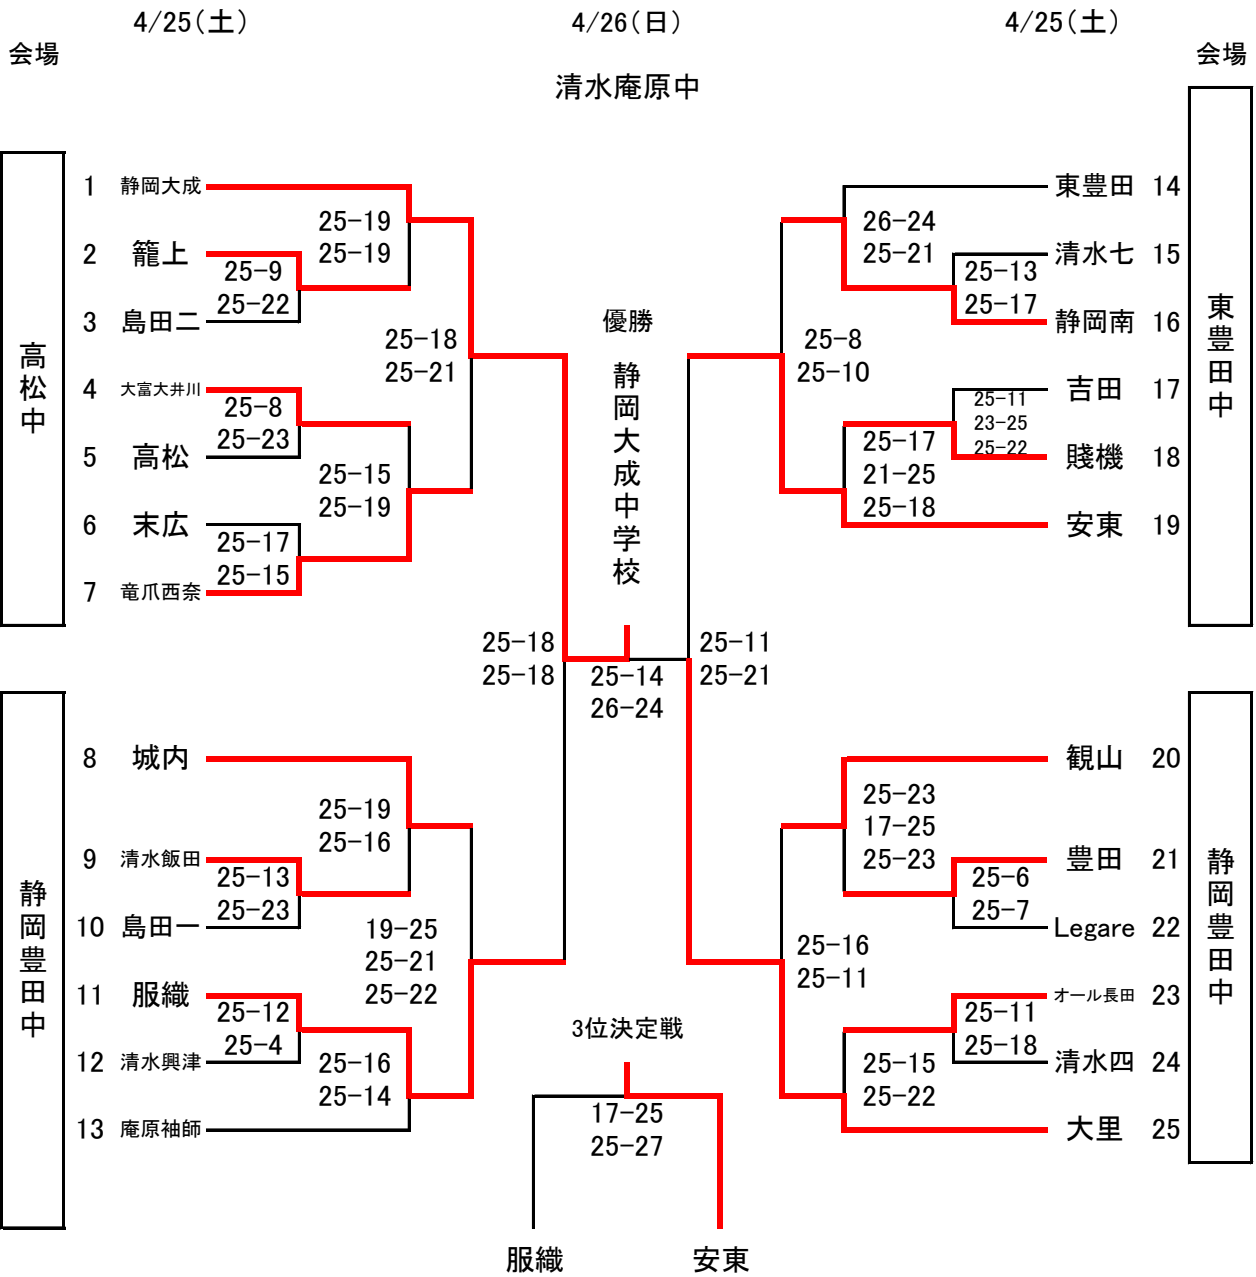 4/25(土)
4/26(日)
4/25(土)
会場
会場
清水庵原中
高松中
1 静岡大成
2 籠上
3 島田二
4 大富大井川
5 高松
6 末広
7 竜爪西奈
25-9
25-22
25-19
25-19
25-8
25-23
25-17
25-15
25-15
25-19
25-18
25-21
静岡豊田中
8 城内
9 清水飯田
10 島田一
11 服織
12 清水興津
13 庵原袖師
25-13
25-23
25-19
25-16
25-12
25-4
25-16
25-14
19-25
25-21
25-22
25-18
25-18
優勝
静岡大成中学校
25-14
26-24
25-11
25-21
東豊田 14
清水七 15
静岡南 16
吉田 17
賤機 18
安東 19
東豊田中
26-24
25-21
25-13
25-17
25-8
25-10
25-11
23-25
25-22
25-17
21-25
25-18
観山 20
豊田 21
Legare 22
オール長田 23
清水四 24
大里 25
静岡豊田中
25-23
17-25
25-23
25-6
25-7
25-16
25-11
25-11
25-18
25-15
25-22
3位決定戦
17-25
25-27
服織
安東